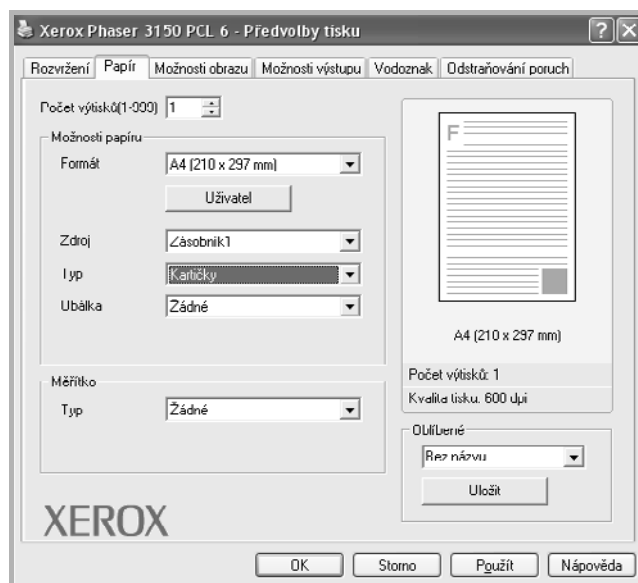 Xerox Phaser 3150 PCL 6 - Předvolby tisku
Rozvržení Papír Možnosti obrazu Možnosti výstupu Vodoznak Odstraňování poruch
Počet výtisků(1-999) 1
Možnosti papíru
Formát A4 (210 x 297 mm)
Uživatel
Zdroj Zásobník1
Typ Kartičky
Obálka Žádné
Měřítko
Typ Žádné
F
A4 (210 x 297 mm)
Počet výtisků: 1
Kvalita tisku: 600 dpi
Oblíbené
Bez názvu
Uložit
XEROX
OK Storno Použít Nápověda